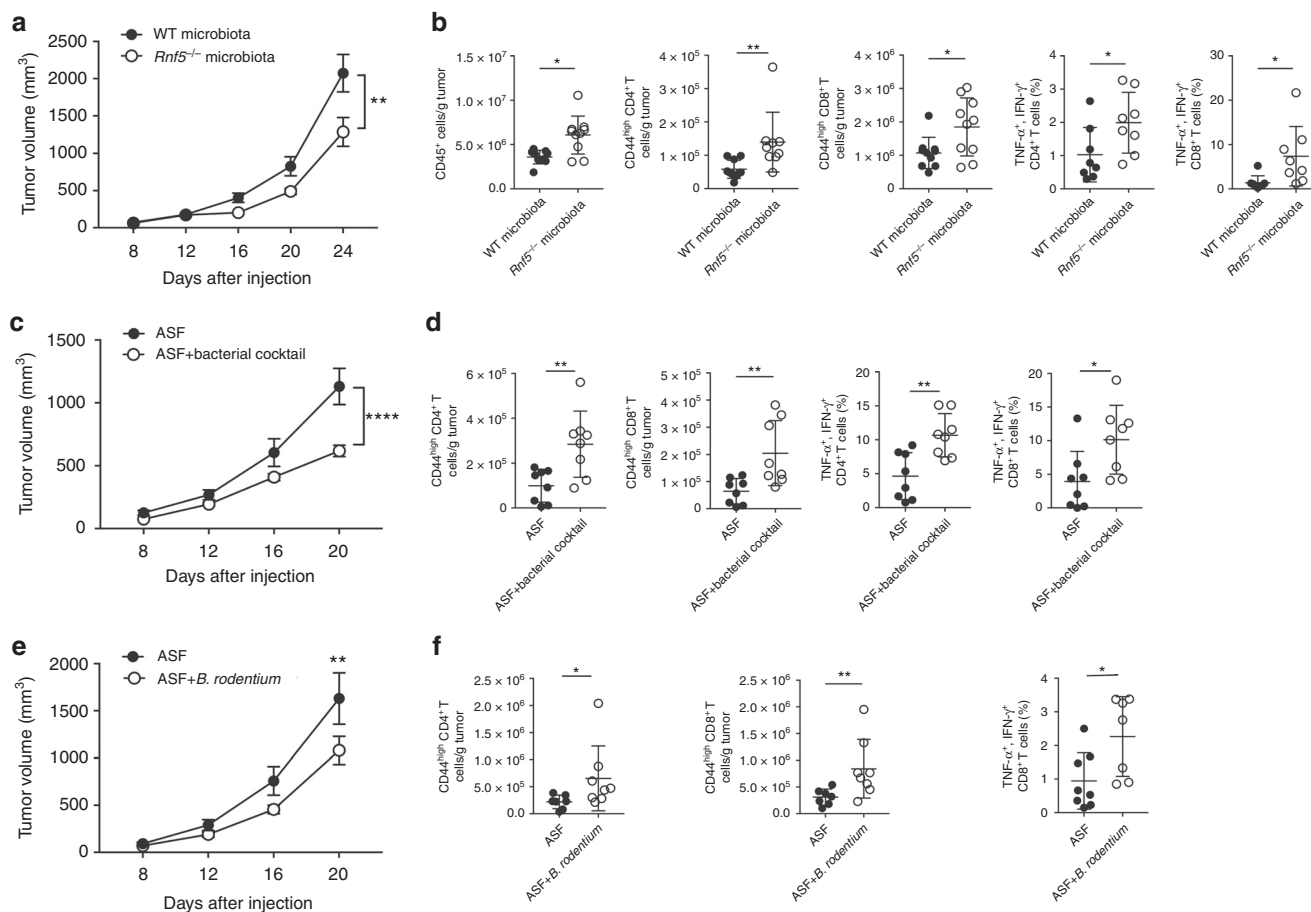 a
WT microbiota
Rnf5⁻/⁻ microbiota
Tumor volume (mm³)
2500
2000
1500
1000
500
0
8 12 16 20 24
Days after injection
**
b
CD45⁺ cells/g tumor
1.5 × 10⁷
1.0 × 10⁷
5.0 × 10⁶
0.0
*
WT microbiota
Rnf5⁻/⁻ microbiota
CD44ʰⁱᵍʰ CD4⁺T
cells/g tumor
4 × 10⁵
3 × 10⁵
2 × 10⁵
1 × 10⁵
0
**
WT microbiota
Rnf5⁻/⁻ microbiota
CD44ʰⁱᵍʰ CD8⁺T
cells/g tumor
4 × 10⁶
3 × 10⁶
2 × 10⁶
1 × 10⁶
0
*
WT microbiota
Rnf5⁻/⁻ microbiota
TNF-α⁺, IFN-γ⁺
CD4⁺T cells (%)
4
3
2
1
0
*
WT microbiota
Rnf5⁻/⁻ microbiota
TNF-α⁺, IFN-γ⁺
CD8⁺T cells (%)
30
20
10
0
*
WT microbiota
Rnf5⁻/⁻ microbiota
c
ASF
ASF+bacterial cocktail
Tumor volume (mm³)
1500
1000
500
0
8 12 16 20
Days after injection
****
d
CD44ʰⁱᵍʰ CD4⁺T
cells/g tumor
6 × 10⁵
4 × 10⁵
2 × 10⁵
0
**
ASF
ASF+bacterial cocktail
CD44ʰⁱᵍʰ CD8⁺T
cells/g tumor
5 × 10⁵
4 × 10⁵
3 × 10⁵
2 × 10⁵
1 × 10⁵
0
**
ASF
ASF+bacterial cocktail
TNF-α⁺, IFN-γ⁺
CD4⁺T cells (%)
20
15
10
5
0
**
ASF
ASF+bacterial cocktail
TNF-α⁺, IFN-γ⁺
CD8⁺T cells (%)
20
15
10
5
0
*
ASF
ASF+bacterial cocktail
e
ASF
ASF+B. rodentium
Tumor volume (mm³)
2000
1500
1000
500
0
8 12 16 20
Days after injection
**
f
CD44ʰⁱᵍʰ CD4⁺T
cells/g tumor
2.5 × 10⁶
2.0 × 10⁶
1.5 × 10⁶
1.0 × 10⁶
5.0 × 10⁵
0.0
*
ASF
ASF+B. rodentium
CD44ʰⁱᵍʰ CD8⁺T
cells/g tumor
2.5 × 10⁶
2.0 × 10⁶
1.5 × 10⁶
1.0 × 10⁶
5.0 × 10⁵
0.0
**
ASF
ASF+B. rodentium
TNF-α⁺, IFN-γ⁺
CD8⁺T cells (%)
4
3
2
1
0
*
ASF
ASF+B. rodentium